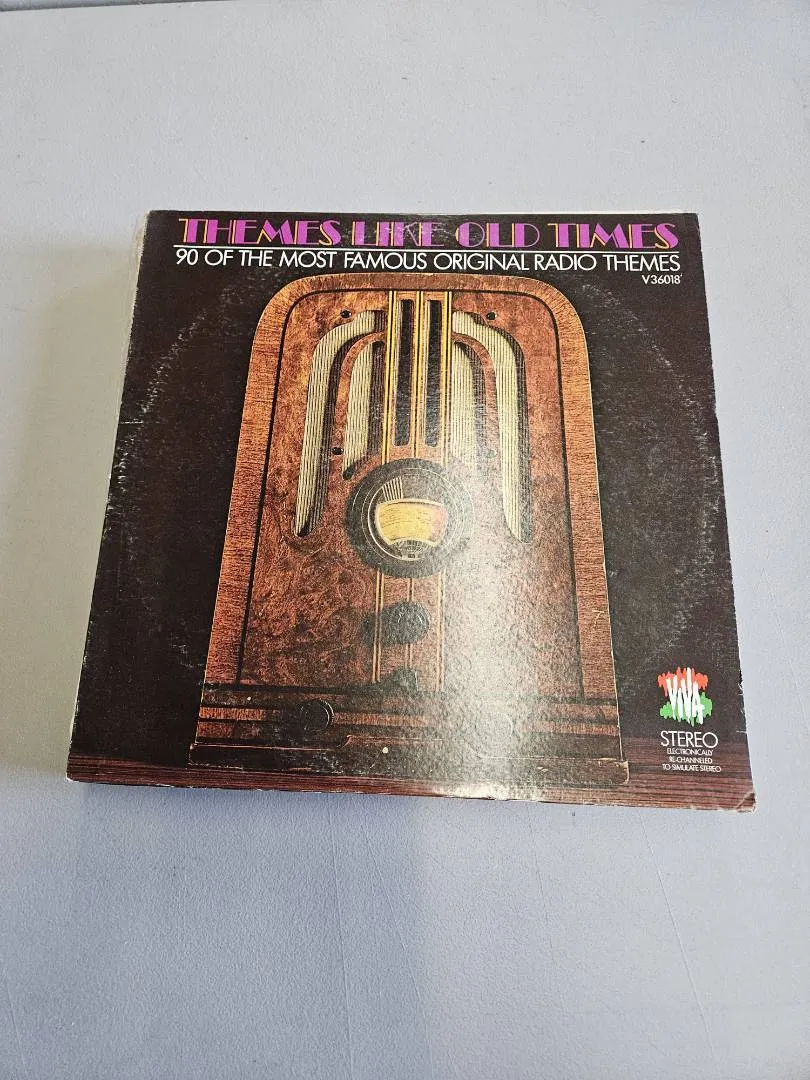 THEMES LIKE OLD TIMES
90 OF THE MOST FAMOUS ORIGINAL RADIO THEMES
V36018
VIVA
STEREO
ELECTRONICALLY
RE-CHANNELED
TO SIMULATE STEREO